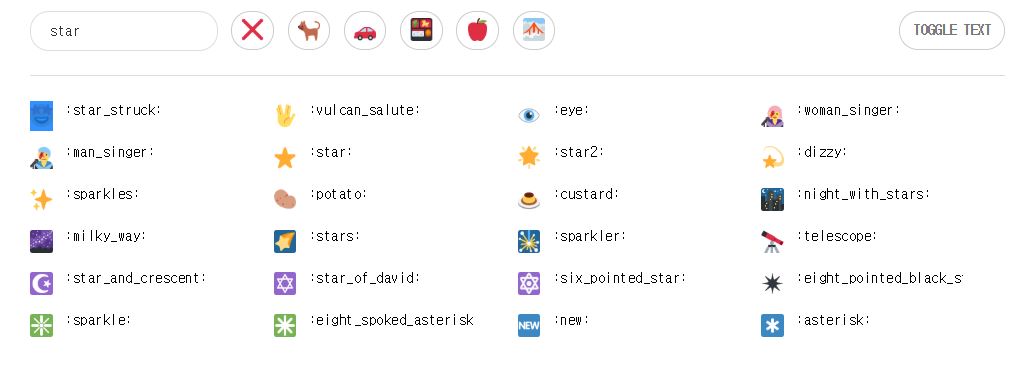 star
TOGGLE TEXT
:star_struck: :vulcan_salute: :eye: :woman_singer:
:man_singer: :star: :star2: :dizzy:
:sparkles: :potato: :custard: :night_with_stars:
:milky_way: :stars: :sparkler: :telescope:
:star_and_crescent: :star_of_david: :six_pointed_star: :eight_pointed_black_s
:sparkle: :eight_spoked_asterisk NEW :new: :asterisk: